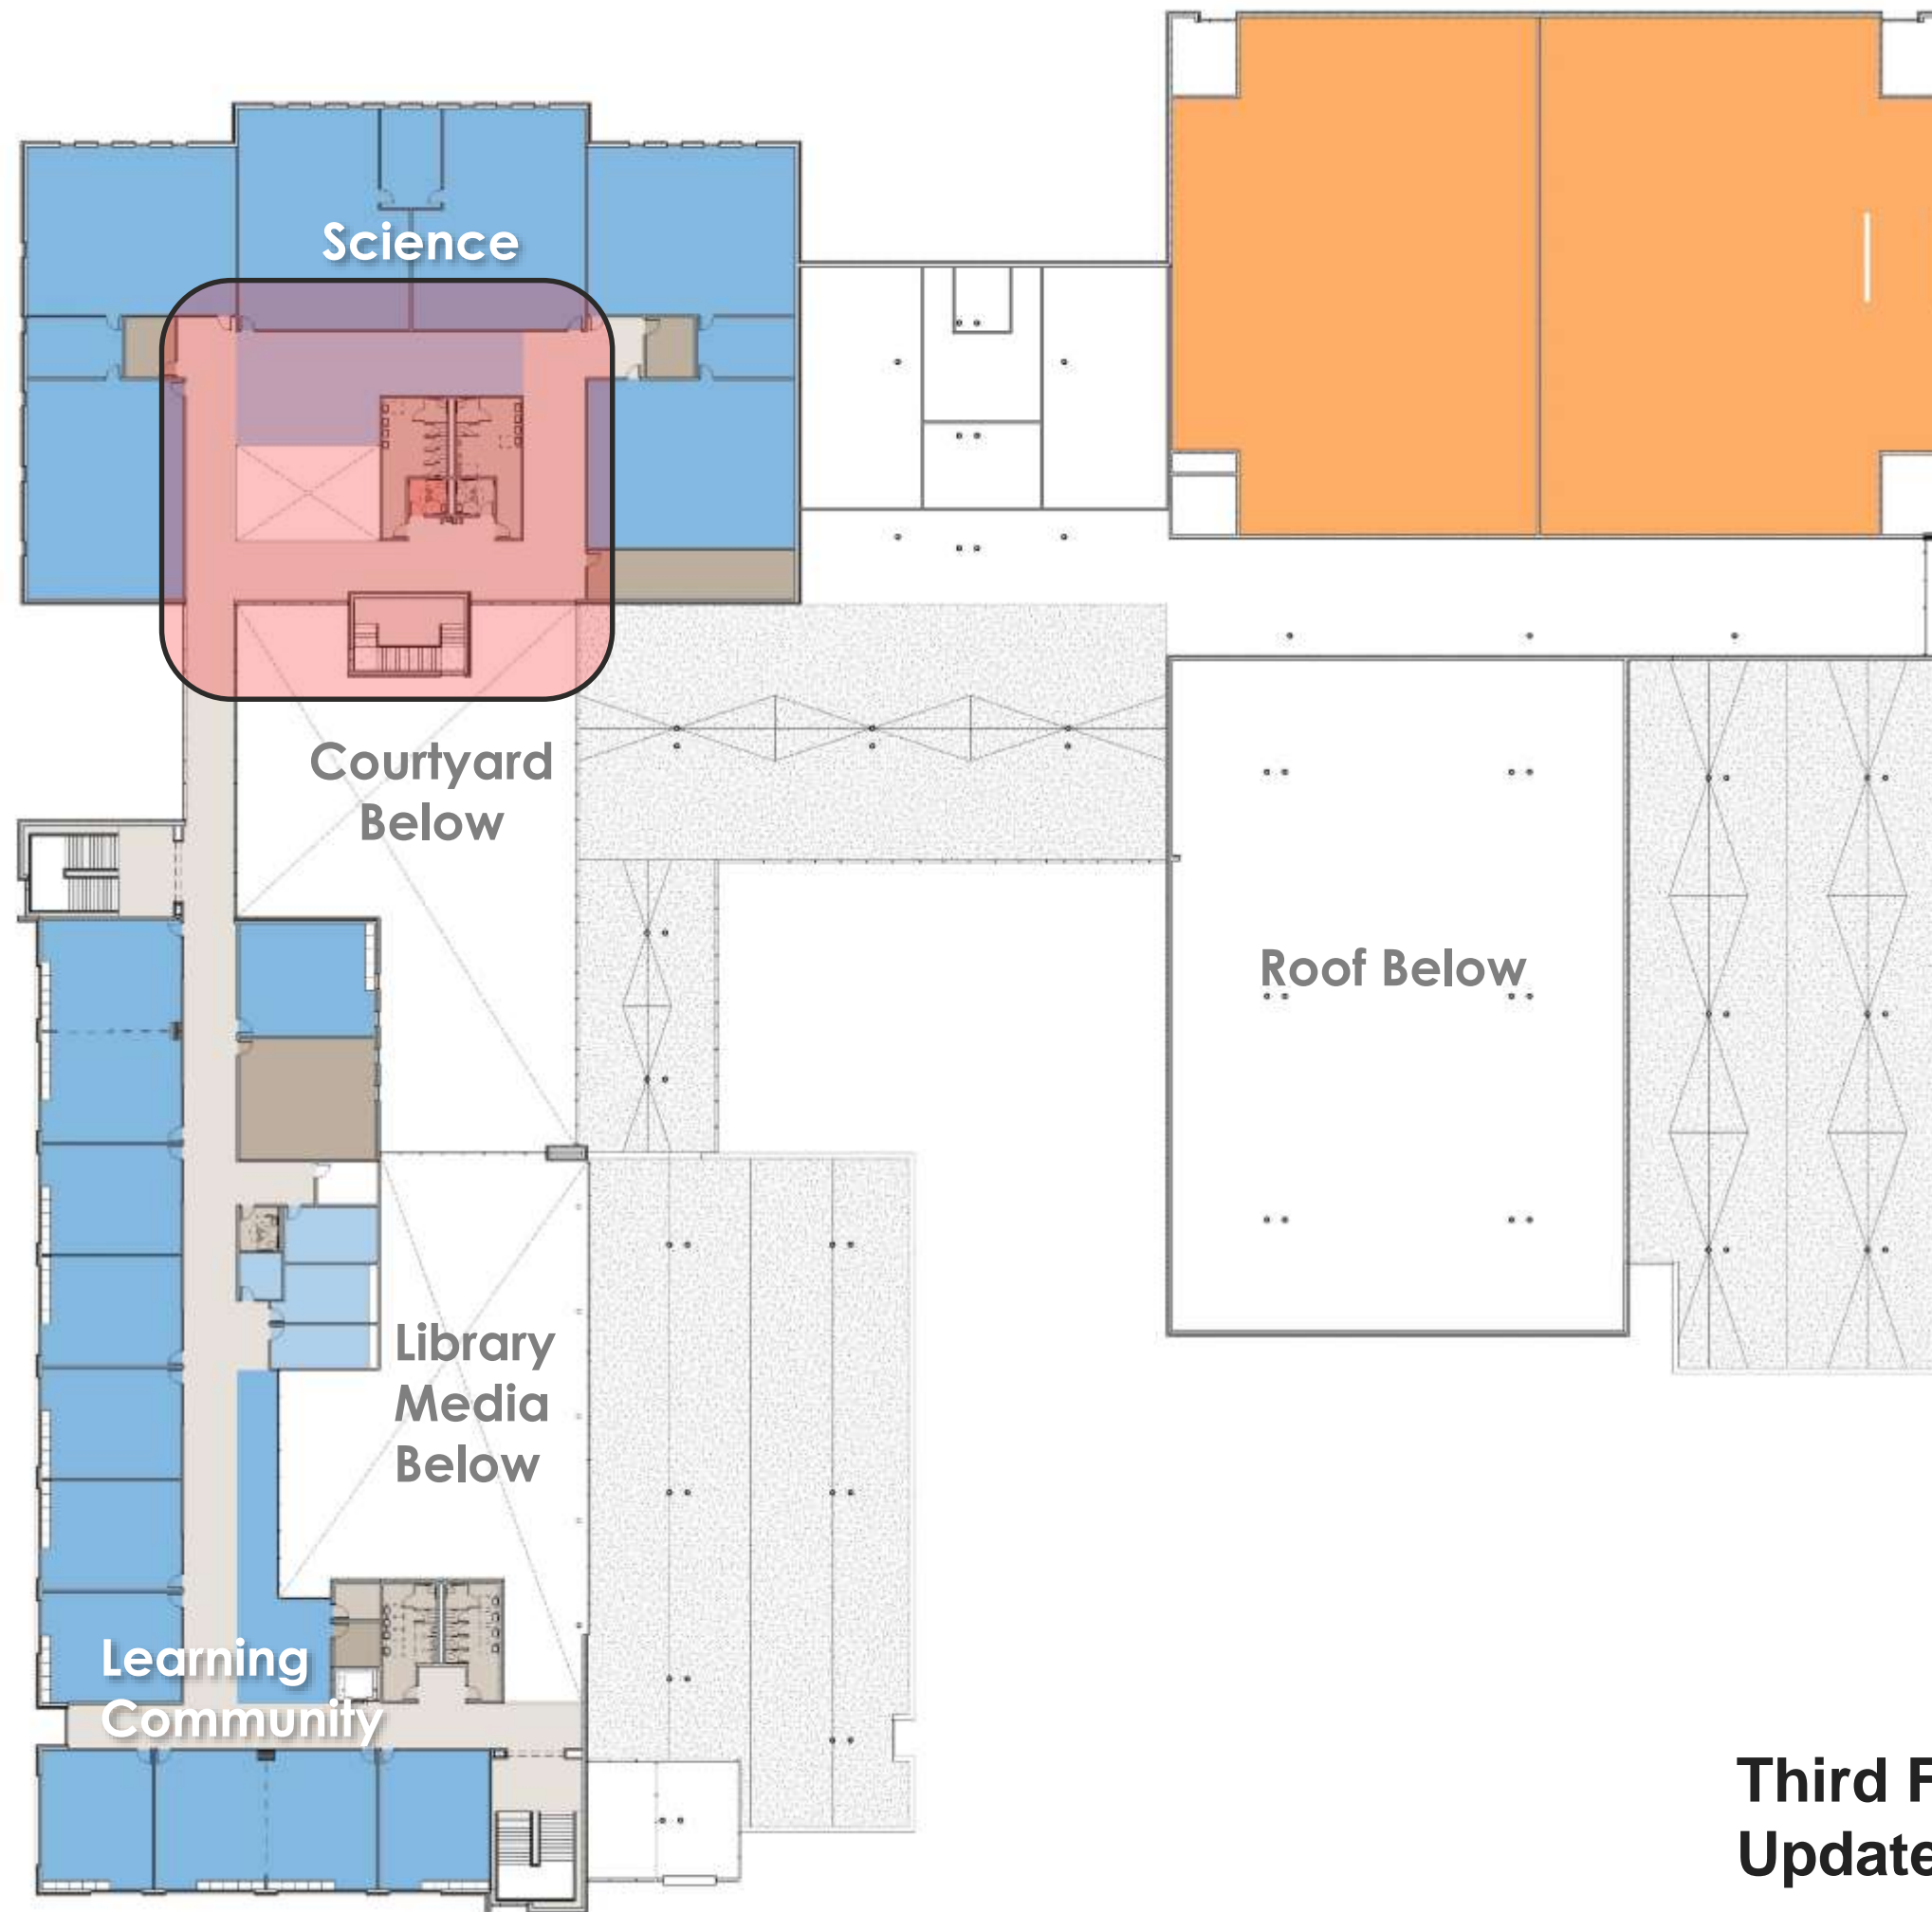 Science
Courtyard
Below
Roof Below
Library
Media
Below
Learning
Community
Third F
Update